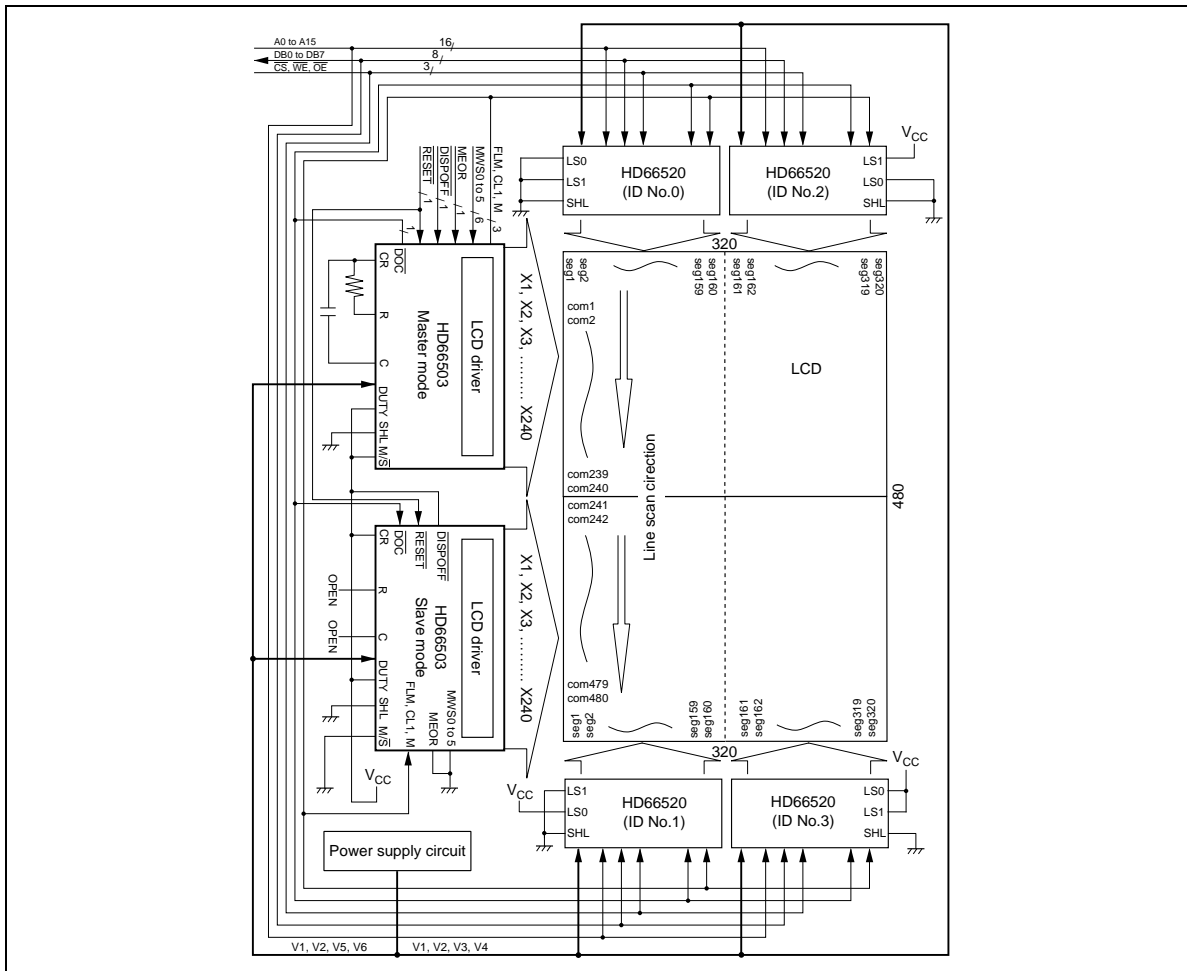 A0 to A15 16
DB0 to DB7 8
CS, WE, OE 3
RESET 1
DISPOFF 1
MEOR 1
MWS0 to 5 6
FLM, CL1, M 3
LS0
LS1
SHL
HD66520
(ID No.0)
HD66520
(ID No.2)
LS1
LS0
SHL
VCC
1
DOC
CR
R
C
DUTY
SHL
M/S
HD66503
Master mode
LCD driver
X1, X2, X3, ......... X240
320
seg1
seg2
seg159
seg160
seg161
seg162
seg319
seg320
com1
com2
LCD
com239
com240
com241
com242
Line scan cirection
480
com479
com480
seg1
seg2
seg159
seg160
seg161
seg162
seg319
seg320
320
DOC
RESET
DISPOFF
CR
R
C
OPEN
OPEN
DUTY
SHL
M/S
FLM, CL1, M
MEOR
MWS0 to 5
HD66503
Slave mode
LCD driver
X1, X2, X3, ......... X240
VCC
VCC
LS1
LS0
SHL
HD66520
(ID No.1)
HD66520
(ID No.3)
LS0
LS1
SHL
VCC
Power supply circuit
V1, V2, V5, V6
V1, V2, V3, V4